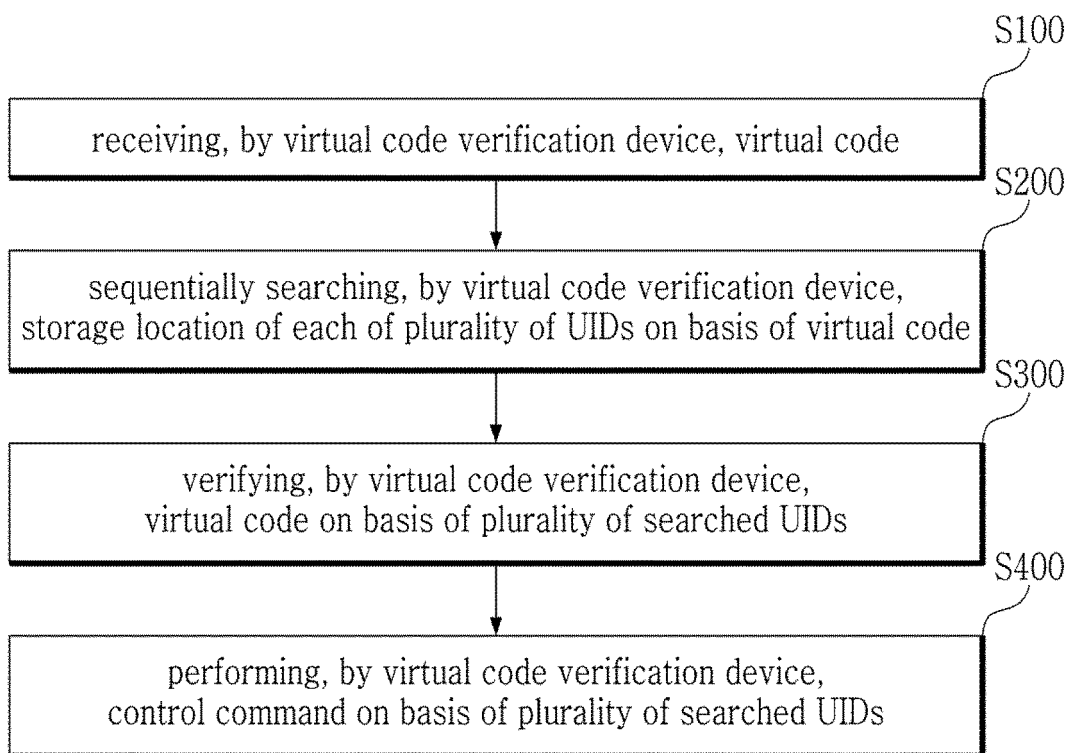 S100
receiving, by virtual code verification device, virtual code
S200
sequentially searching, by virtual code verification device,
storage location of each of plurality of UIDs on basis of virtual code
S300
verifying, by virtual code verification device,
virtual code on basis of plurality of searched UIDs
S400
performing, by virtual code verification device,
control command on basis of plurality of searched UIDs